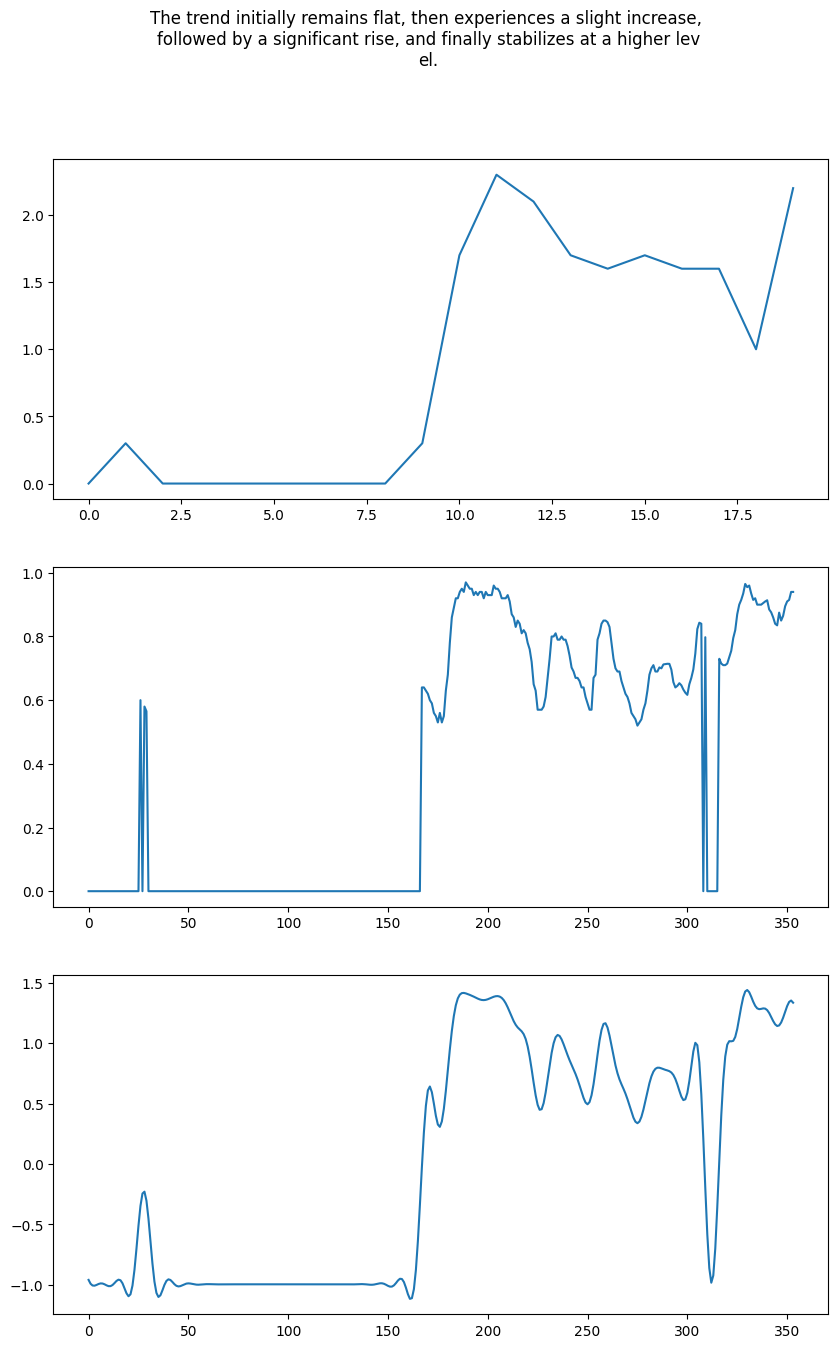 The trend initially remains flat, then experiences a slight increase,
followed by a significant rise, and finally stabilizes at a higher lev
el.
2.0
1.5
1.0
0.5
0.0
0.0 2.5 5.0 7.5 10.0 12.5 15.0 17.5
1.0
0.8
0.6
0.4
0.2
0.0
0 50 100 150 200 250 300 350
1.5
1.0
0.5
0.0
−0.5
−1.0
0 50 100 150 200 250 300 350